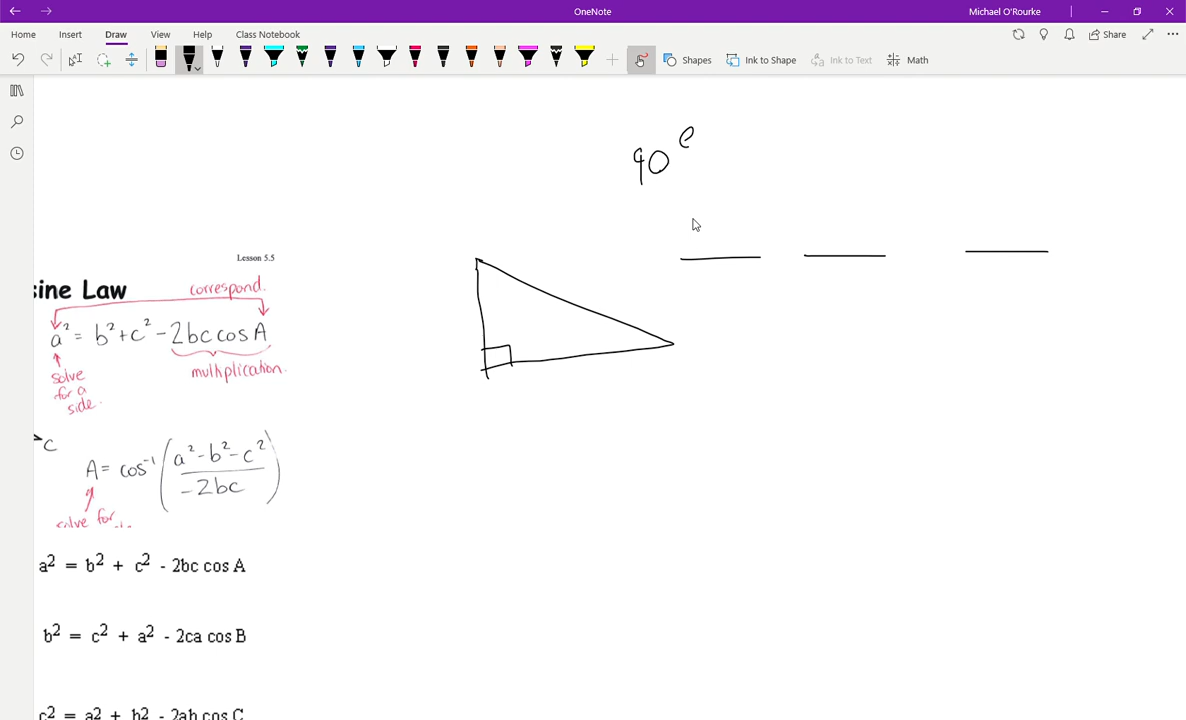 OneNote
Michael O'Rourke
Home Insert Draw View Help Class Notebook
Share
Shapes Ink to Shape Ink to Text Math
90°
Lesson 5.5
sine Law
correspond.
a² = b² + c² - 2bc cos A
solve
for a
side.
multiplication.
c
A = cos⁻¹ (a² - b² - c² / -2bc)
solve for
a² = b² + c² - 2bc cos A
b² = c² + a² - 2ca cos B
c² = a² + b² - 2ab cos C